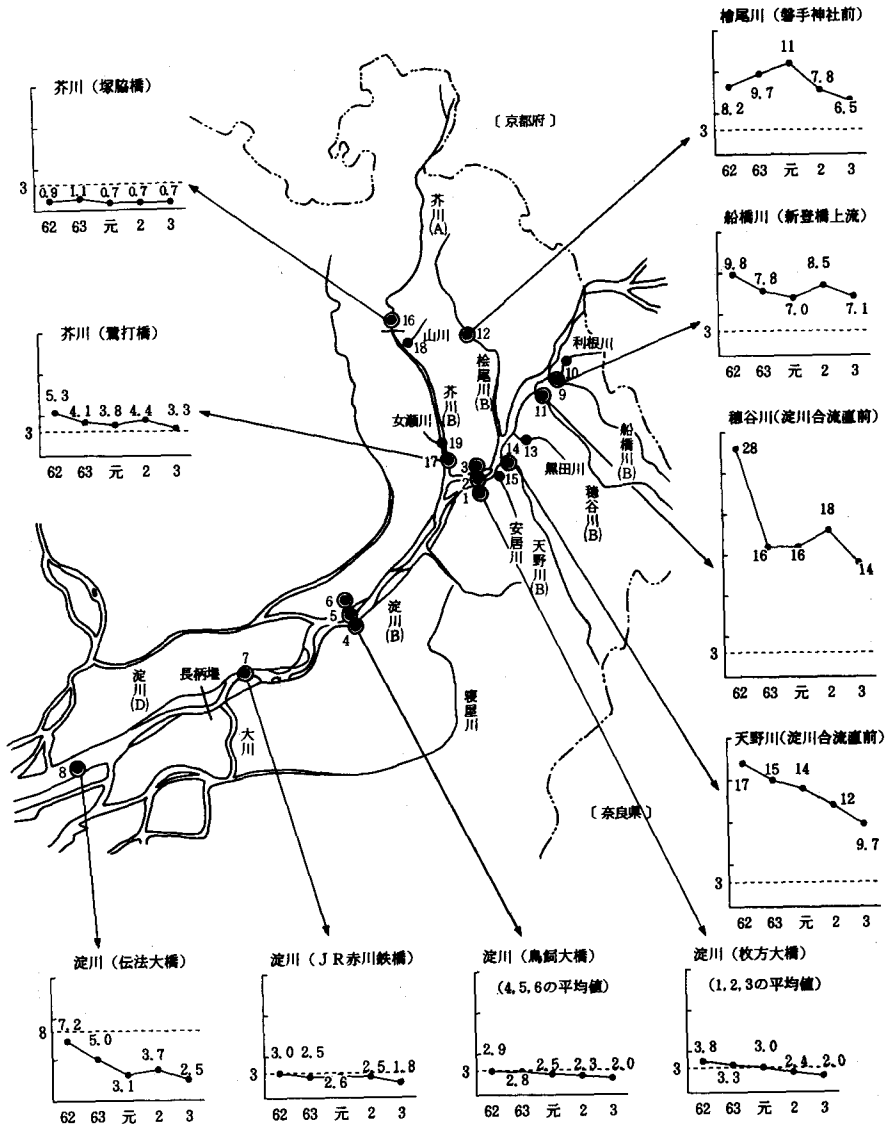 芥川（塚脇橋）
3
0.9 1.1 0.7 0.7 0.7
62 63 元 2 3
芥川（鷺打橋）
5.3 4.1 3.8 4.4 3.3
3
62 63 元 2 3
檜尾川（磐手神社前）
8.2 9.7 11 7.8 6.5
3
62 63 元 2 3
船橋川（新登橋上流）
9.8 7.8 7.0 8.5 7.1
3
62 63 元 2 3
穂谷川（淀川合流直前）
28 16 16 18 14
3
62 63 元 2 3
天野川（淀川合流直前）
17 15 14 12 9.7
3
62 63 元 2 3
〔京都府〕
芥川(A)
16
18 山川
12
桧尾川(B)
利根川
10
9
11
船橋川(B)
芥川(B)
女瀬川
19
17
3
2
1
14
15
13
黒田川
穂谷川(B)
安居川
天野川(B)
6
5
4
淀川(B)
7
長柄堰
淀川(D)
大川
寝屋川
8
〔奈良県〕
淀川（伝法大橋）
8
7.2 5.0 3.1 3.7 2.5
62 63 元 2 3
淀川（ＪＲ赤川鉄橋）
3.0 2.5 2.6 2.5 1.8
3
62 63 元 2 3
淀川（鳥飼大橋）
(4,5,6の平均値)
2.9 2.8 2.5 2.3 2.0
3
62 63 元 2 3
淀川（枚方大橋）
(1,2,3の平均値)
3.8 3.3 3.0 2.4 2.0
3
62 63 元 2 3